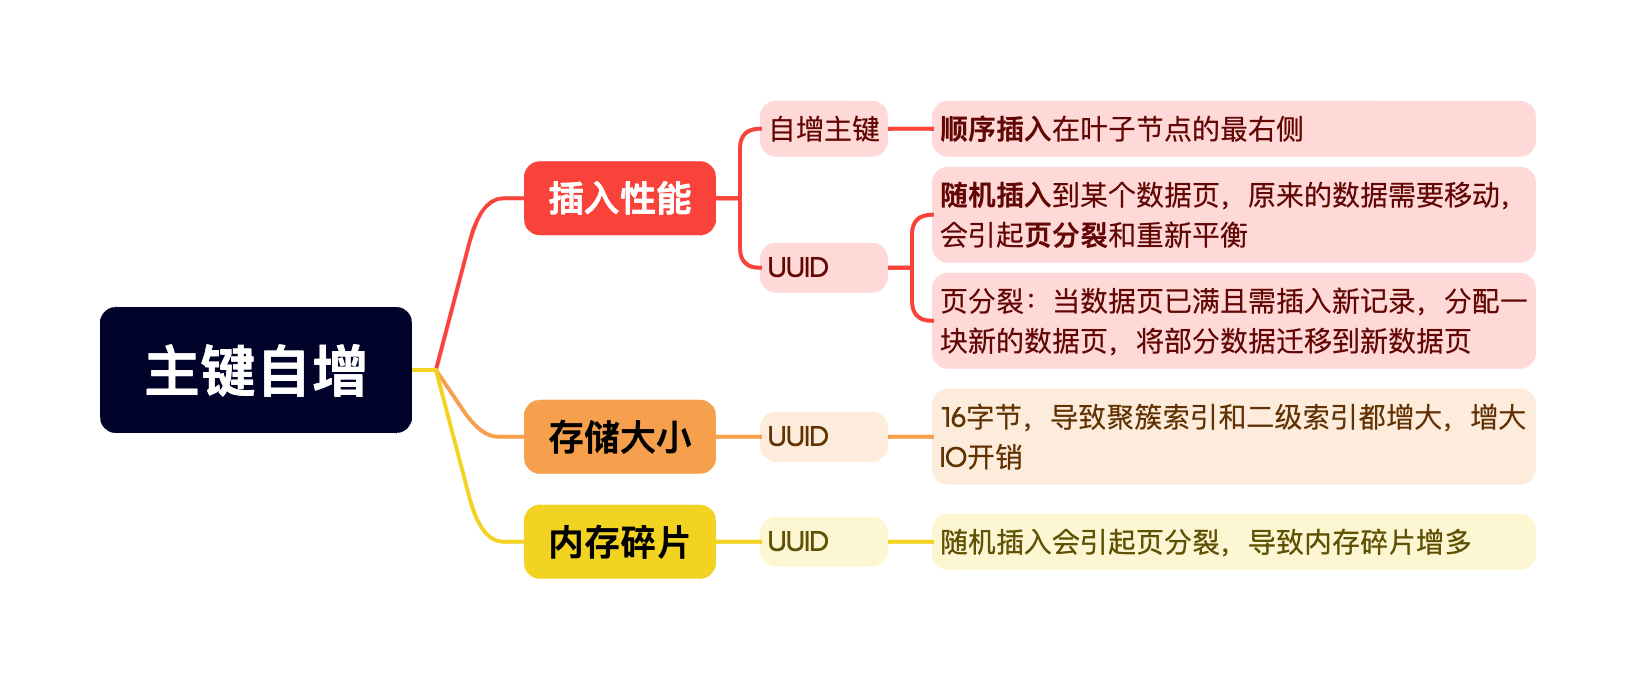 主键自增
插入性能
自增主键
顺序插入在叶子节点的最右侧
UUID
随机插入到某个数据页，原来的数据需要移动，
会引起页分裂和重新平衡
页分裂：当数据页已满且需插入新记录，分配一
块新的数据页，将部分数据迁移到新数据页
存储大小
UUID
16字节，导致聚簇索引和二级索引都增大，增大
IO开销
内存碎片
UUID
随机插入会引起页分裂，导致内存碎片增多